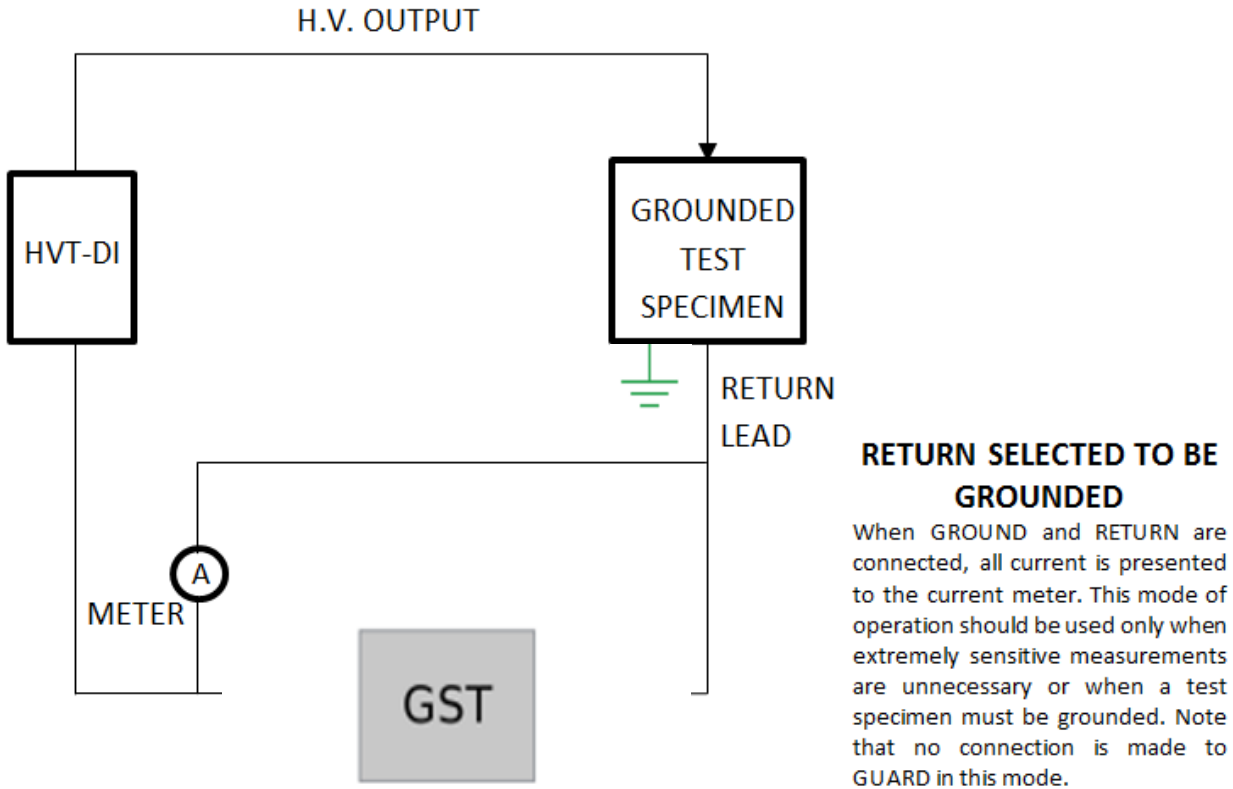 H.V. OUTPUT
HVT-DI
GROUNDED
TEST
SPECIMEN
RETURN
LEAD
A
METER
GST
RETURN SELECTED TO BE
GROUNDED
When GROUND and RETURN are
connected, all current is presented
to the current meter. This mode of
operation should be used only when
extremely sensitive measurements
are unnecessary or when a test
specimen must be grounded. Note
that no connection is made to
GUARD in this mode.